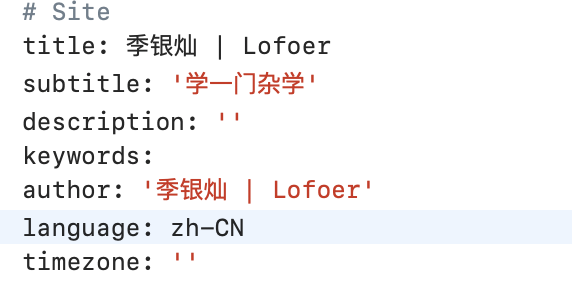 # Site
title: 季银灿 | Lofoer
subtitle: '学一门杂学'
description: ''
keywords:
author: '季银灿 | Lofoer'
language: zh-CN
timezone: ''